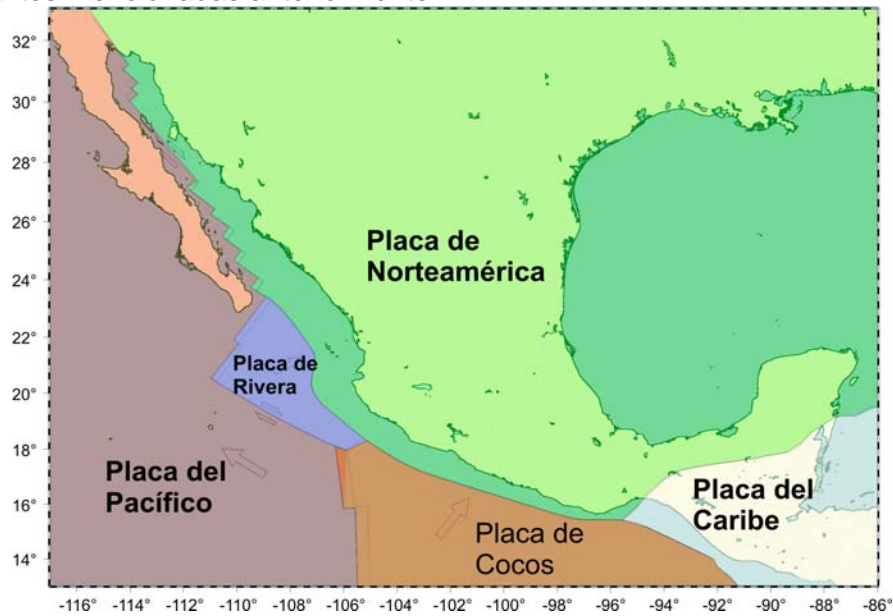 32°
30°
28°
26°
24°
22°
20°
18°
16°
14°
Placa de
Norteamérica
Placa de
Rivera
Placa del
Pacífico
Placa del
Caribe
Placa de
Cocos
-116° -114° -112° -110° -108° -106° -104° -102° -100° -98° -96° -94° -92° -90° -88° -86°